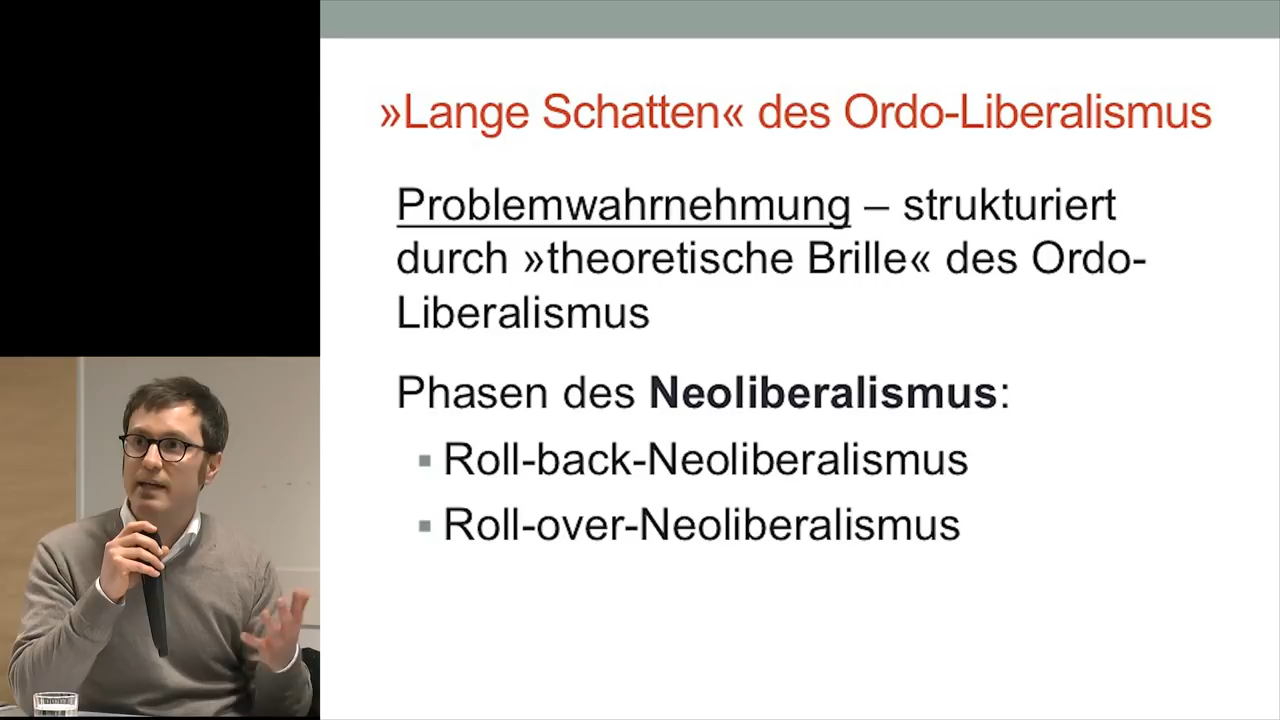 »Lange Schatten« des Ordo-Liberalismus
Problemwahrnehmung – strukturiert
durch »theoretische Brille« des Ordo-
Liberalismus
Phasen des Neoliberalismus:
▪ Roll-back-Neoliberalismus
▪ Roll-over-Neoliberalismus